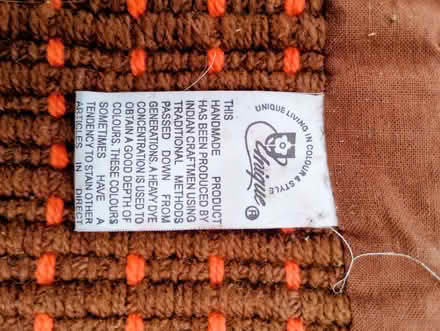 UNIQUE LIVING IN COLOUR & STYLE
Unique
R
THIS
HANDMADE PRODUCT
HAS BEEN PRODUCED BY
INDIAN CRAFTMEN USING
TRADITIONAL METHODS
PASSED DOWN FROM
GENERATIONS. A HEAVY DYE
CONCENTRATION IS USED TO
OBTAIN A GOOD DEPTH OF
COLOURS. THESE COLOURS
SOMETIMES HAVE A
TENDENCY TO STAIN OTHER
ARTICLES IN DIRECT